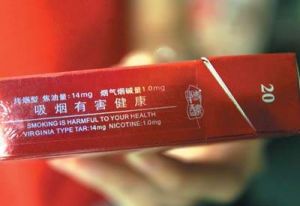 烤烟型 焦油量:14mg 烟气烟碱量1.0mg
吸烟有害健康
SMOKING IS HARMFUL TO YOUR HEALTH
VIRGINIA TYPE TAR:14mg NICOTINE:1.0mg
20